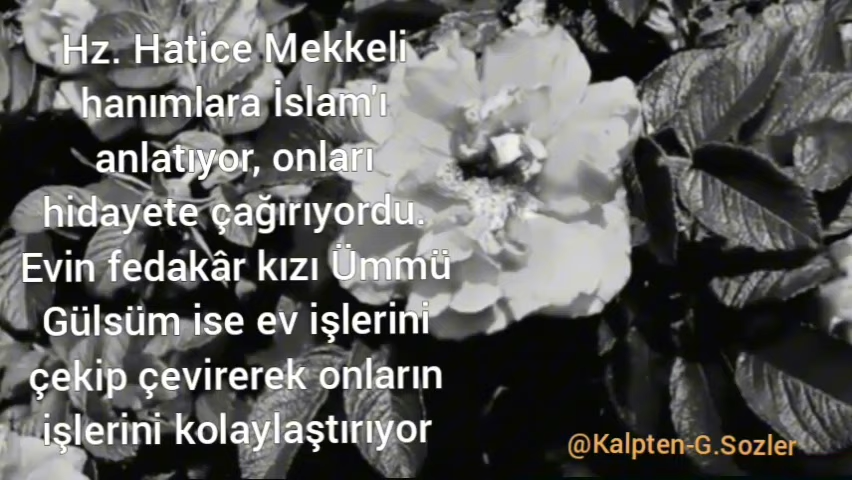 Hz. Hatice Mekkeli
hanımlara İslam'ı
anlatıyor, onları
hidayete çağırıyordu.
Evin fedakâr kızı Ümmü
Gülsüm ise ev işlerini
çekip çevirerek onların
işlerini kolaylaştırıyor
@Kalpten-G.Sozler